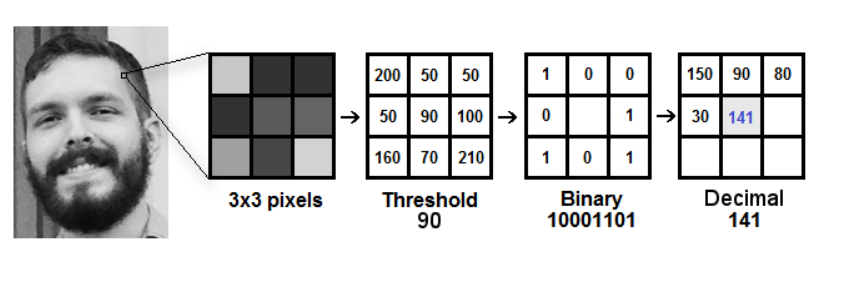 200 50 50
50 90 100
160 70 210
1 0 0
0 1
1 0 1
150 90 80
30 141
3x3 pixels
Threshold
90
Binary
10001101
Decimal
141